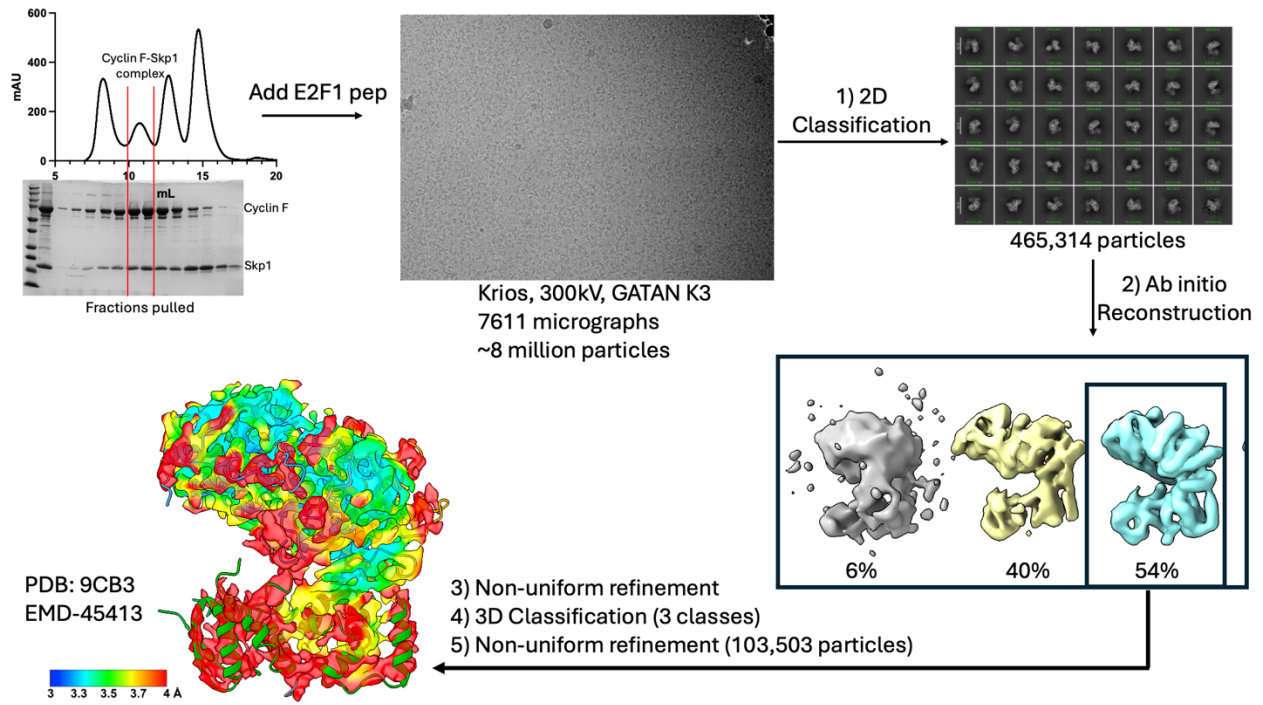 600
400
200
0
mAU
5
10
15
20
mL
Cyclin F-Skp1
complex
Cyclin F
Skp1
Fractions pulled
Add E2F1 pep
Krios, 300kV, GATAN K3
7611 micrographs
~8 million particles
1) 2D
Classification
465,314 particles
2) Ab initio
Reconstruction
6%
40%
54%
3) Non-uniform refinement
4) 3D Classification (3 classes)
5) Non-uniform refinement (103,503 particles)
PDB: 9CB3
EMD-45413
3
3.3
3.5
3.7
4 Å